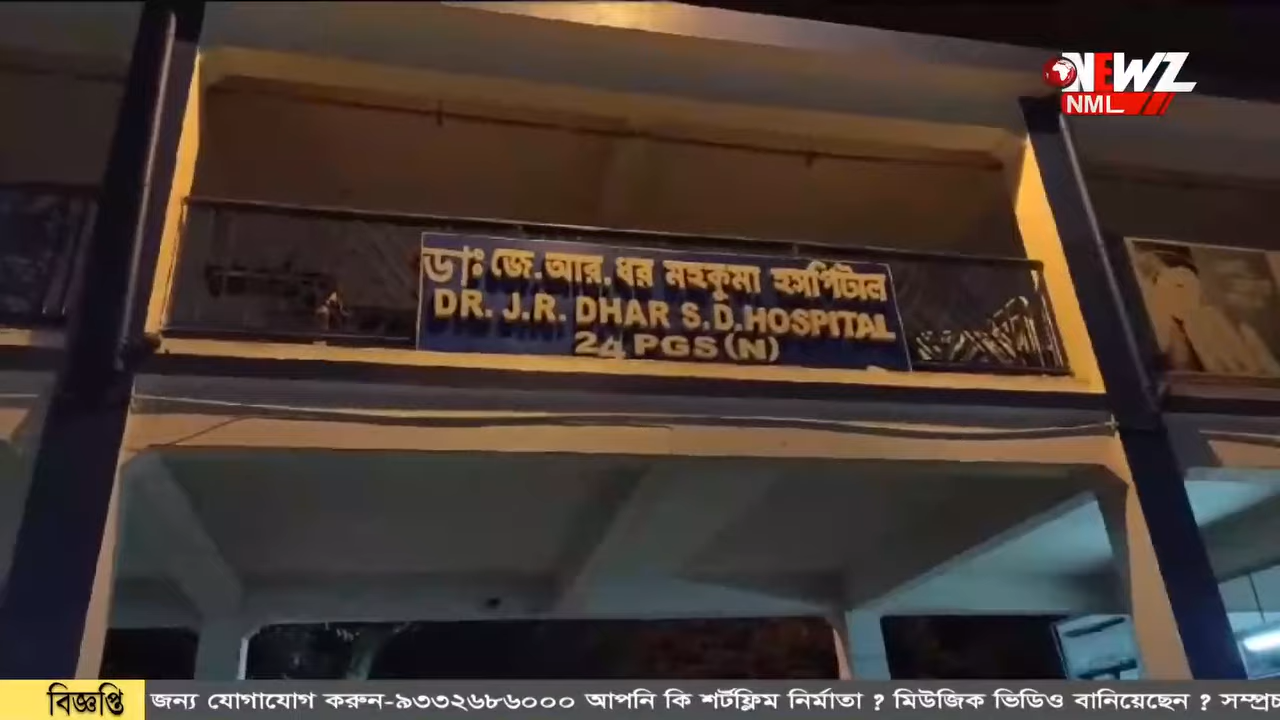 NEWZ
NML
ডাঃ জে.আর.ধর মহকুমা হসপিটাল
DR. J.R. DHAR S.D.HOSPITAL
24 PGS (N)
বিজ্ঞপ্তি
জন্য যোগাযোগ করুন-৯৩৩২৬৮৬০০০ আপনি কি শর্টফ্লিম নির্মাতা ? মিউজিক ভিডিও বানিয়েছেন ?